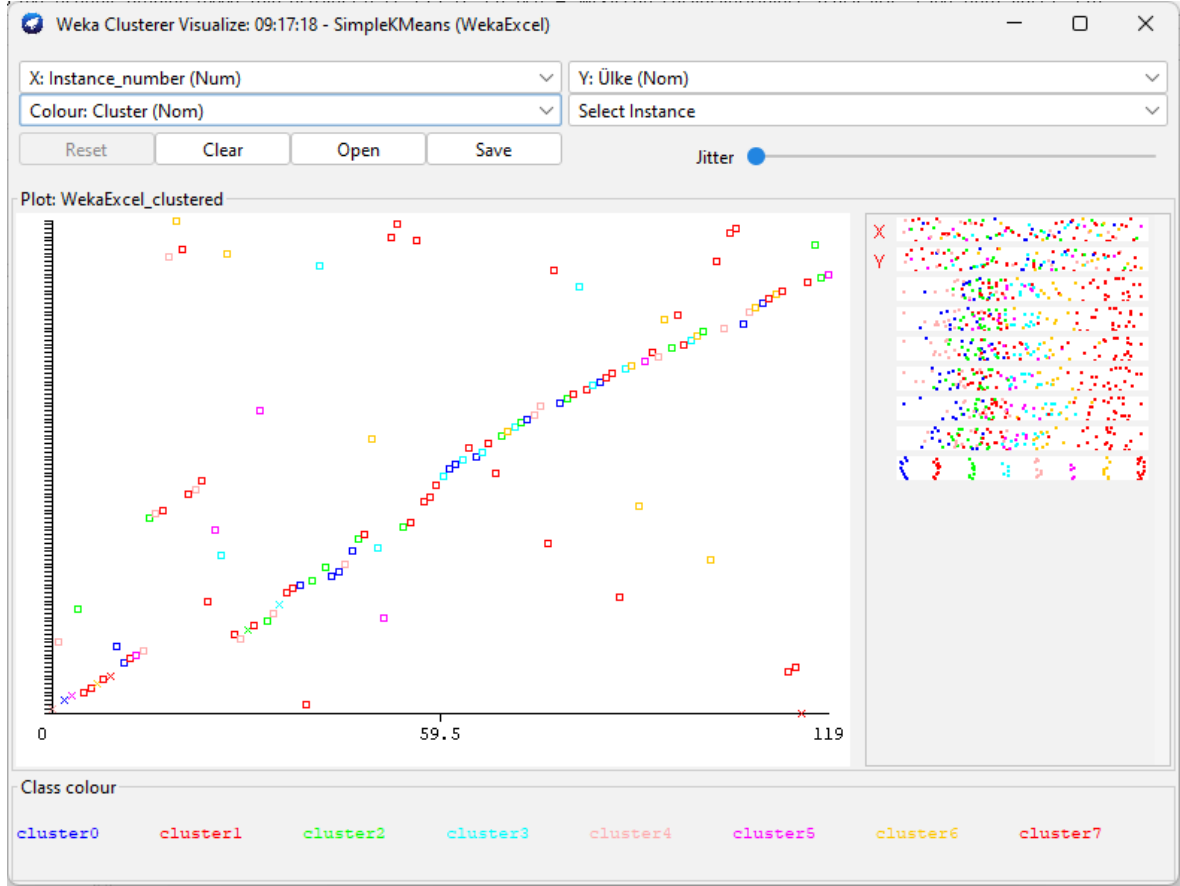 Weka Clusterer Visualize: 09:17:18 - SimpleKMeans (WekaExcel)
X: Instance_number (Num) Y: Ülke (Nom)
Colour: Cluster (Nom) Select Instance
Reset Clear Open Save Jitter
Plot: WekaExcel_clustered
X
Y
0 59.5 119
Class colour
cluster0 cluster1 cluster2 cluster3 cluster4 cluster5 cluster6 cluster7